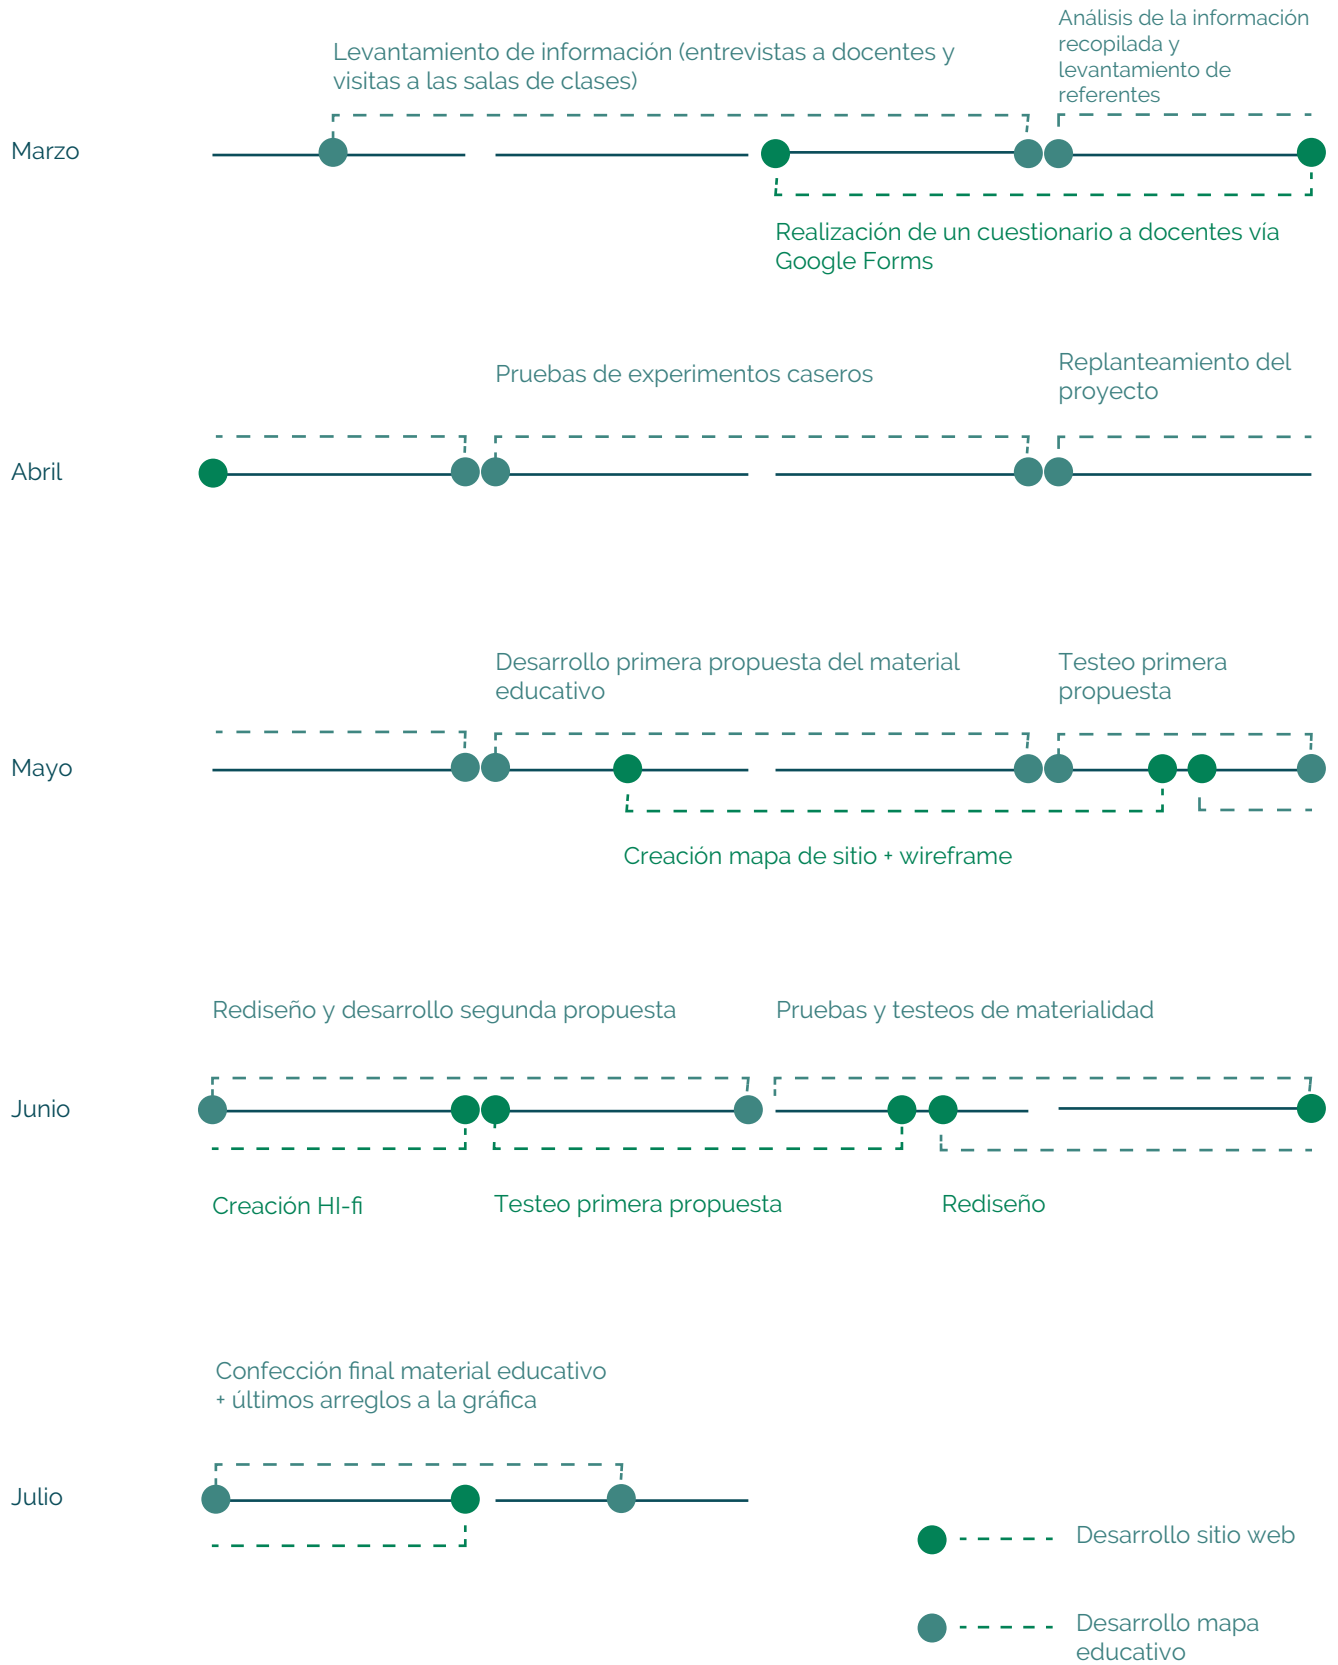 Levantamiento de información (entrevistas a docentes y
visitas a las salas de clases)
Análisis de la información
recopilada y
levantamiento de
referentes
Marzo
Realización de un cuestionario a docentes vía
Google Forms
Pruebas de experimentos caseros
Replanteamiento del
proyecto
Abril
Desarrollo primera propuesta del material
educativo
Testeo primera
propuesta
Mayo
Creación mapa de sitio + wireframe
Rediseño y desarrollo segunda propuesta
Pruebas y testeos de materialidad
Junio
Creación HI-fi
Testeo primera propuesta
Rediseño
Confección final material educativo
+ últimos arreglos a la gráfica
Julio
Desarrollo sitio web
Desarrollo mapa
educativo